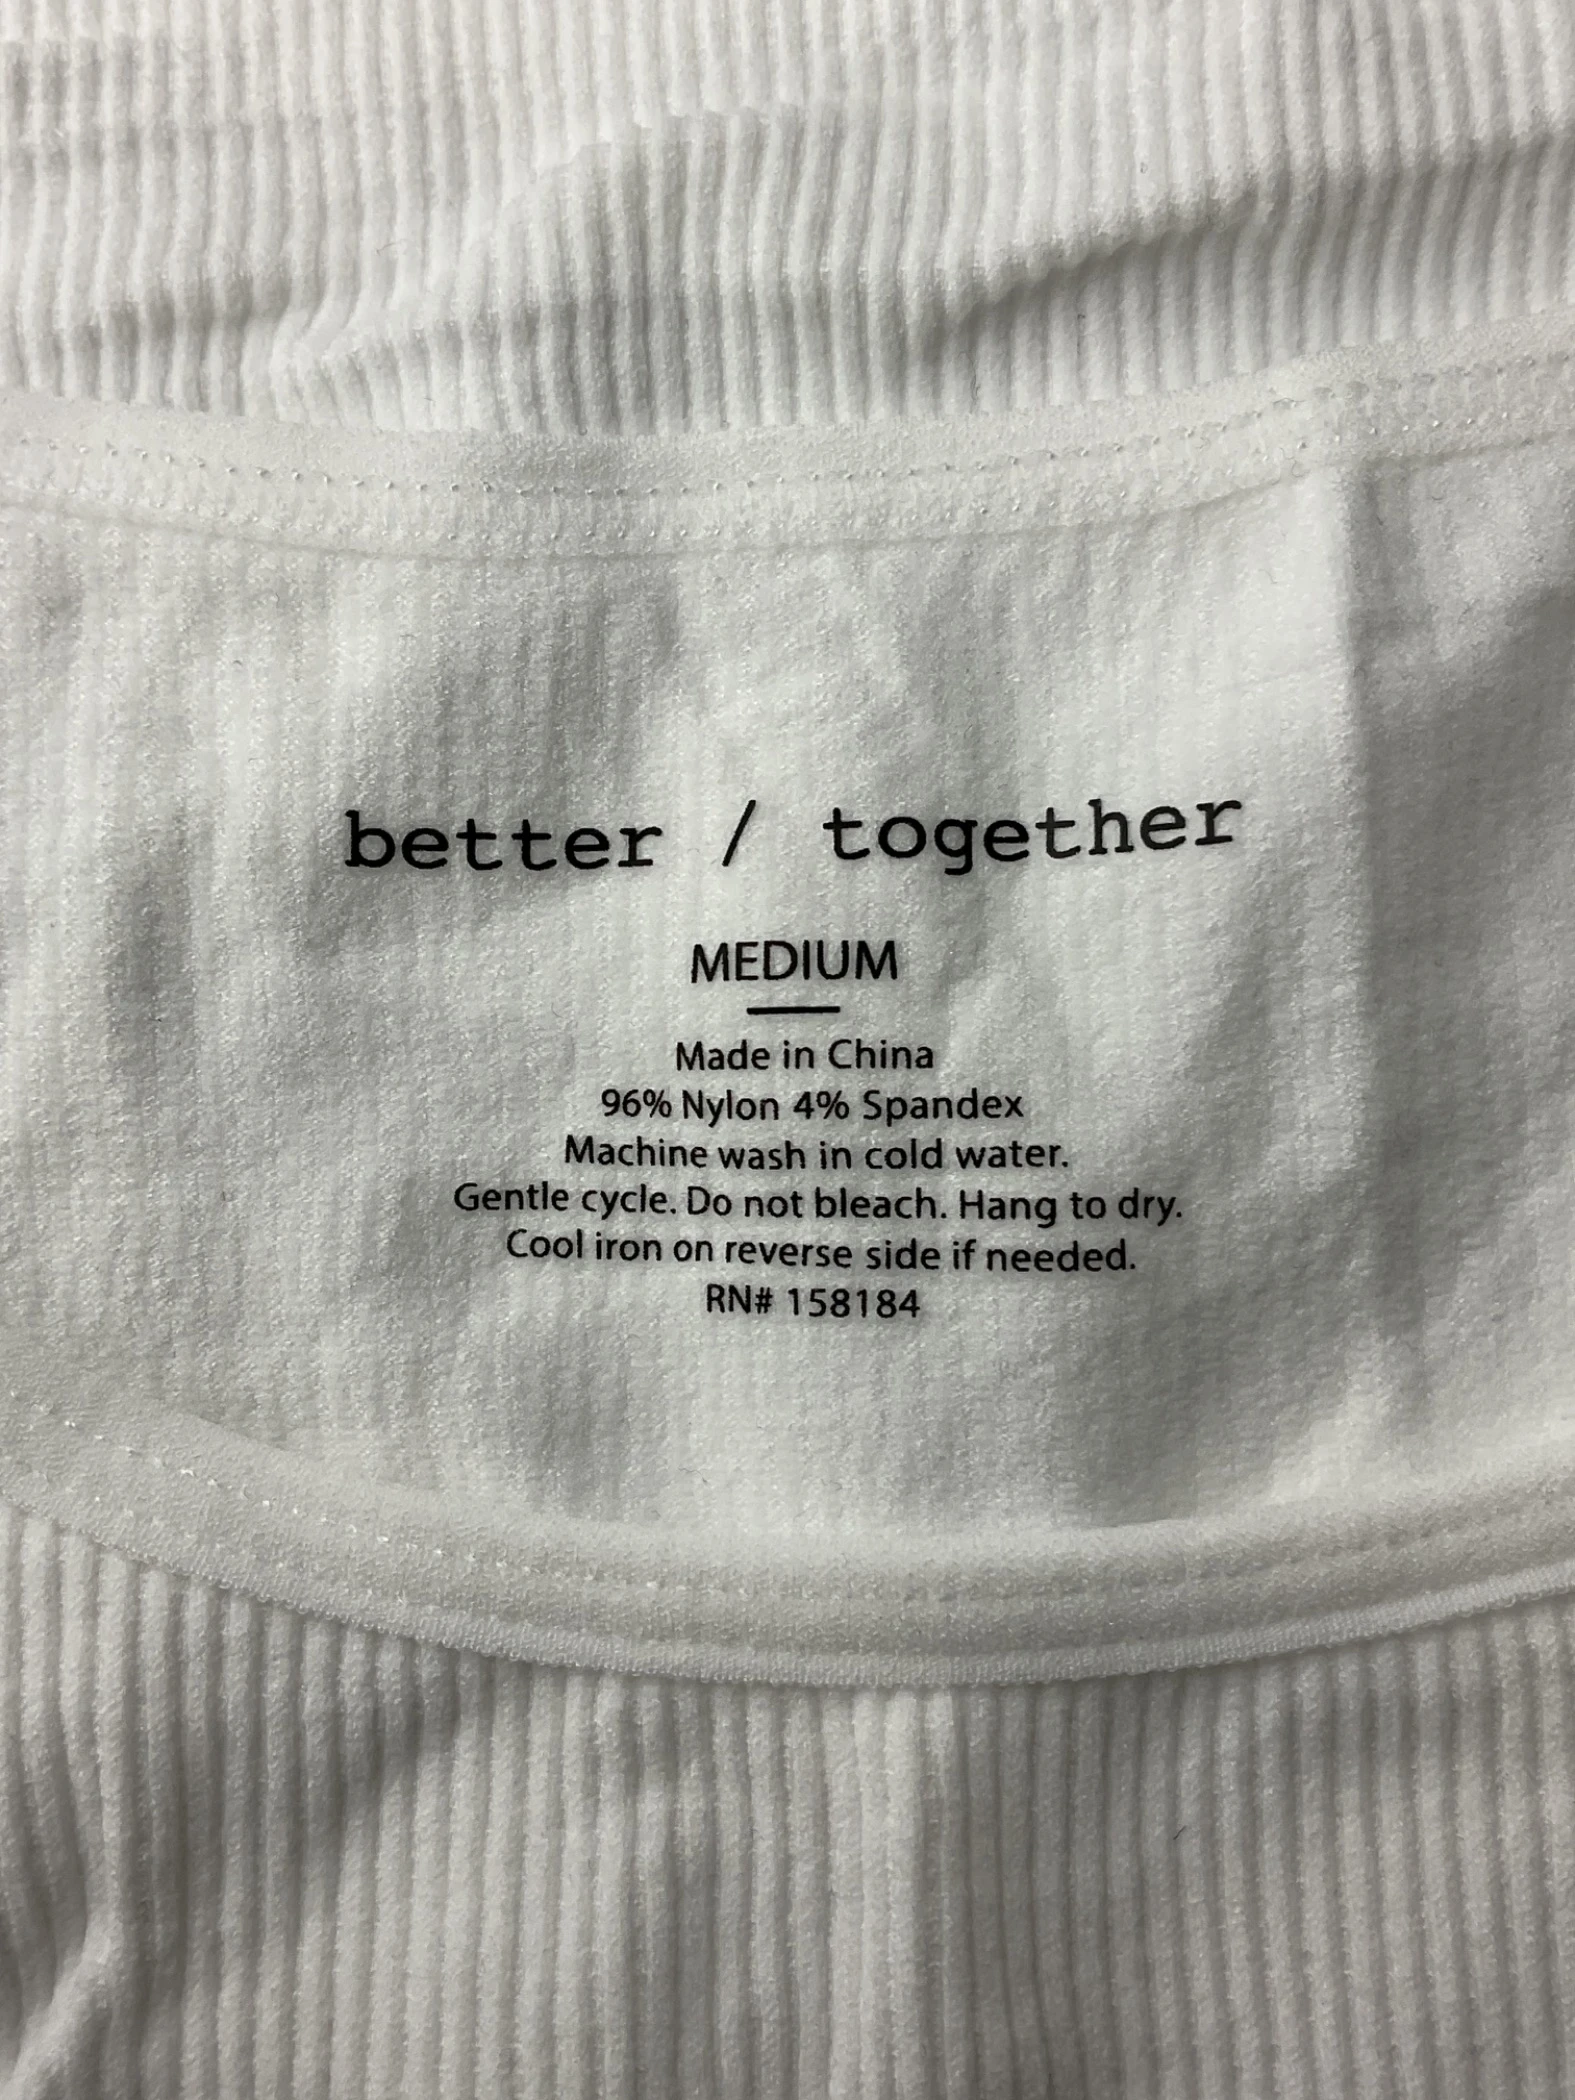 better / together
MEDIUM
Made in China
96% Nylon 4% Spandex
Machine wash in cold water.
Gentle cycle. Do not bleach. Hang to dry.
Cool iron on reverse side if needed.
RN# 158184